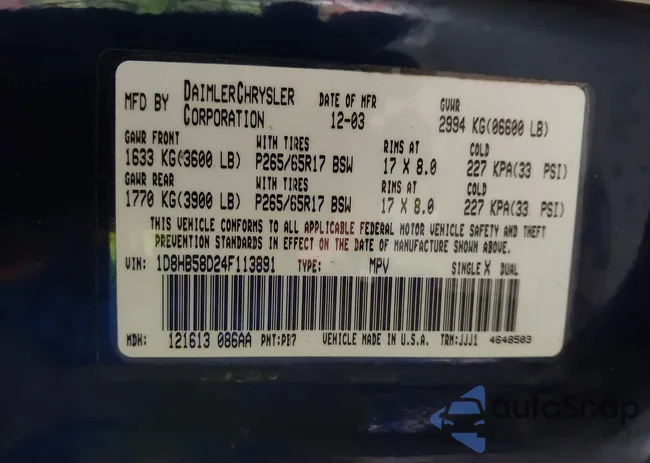 MFD BY DAIMLERCHRYSLER CORPORATION DATE OF MFR 12-03 GVWR 2994 KG(06600 LB)
GAWR FRONT WITH TIRES RIMS AT COLD
1633 KG(3600 LB) P265/65R17 BSW 17 X 8.0 227 KPA(33 PSI)
GAWR REAR WITH TIRES RIMS AT COLD
1770 KG(3900 LB) P265/65R17 BSW 17 X 8.0 227 KPA(33 PSI)
THIS VEHICLE CONFORMS TO ALL APPLICABLE FEDERAL MOTOR VEHICLE SAFETY AND THEFT
PREVENTION STANDARDS IN EFFECT ON THE DATE OF MANUFACTURE SHOWN ABOVE.
VIN: 1D8HB58D24F113891 TYPE: MPV SINGLE X DUAL
MDH: 121613 086AA PNT:PB7 VEHICLE MADE IN U.S.A. TRM:JJJ1 4648503
autoSnap